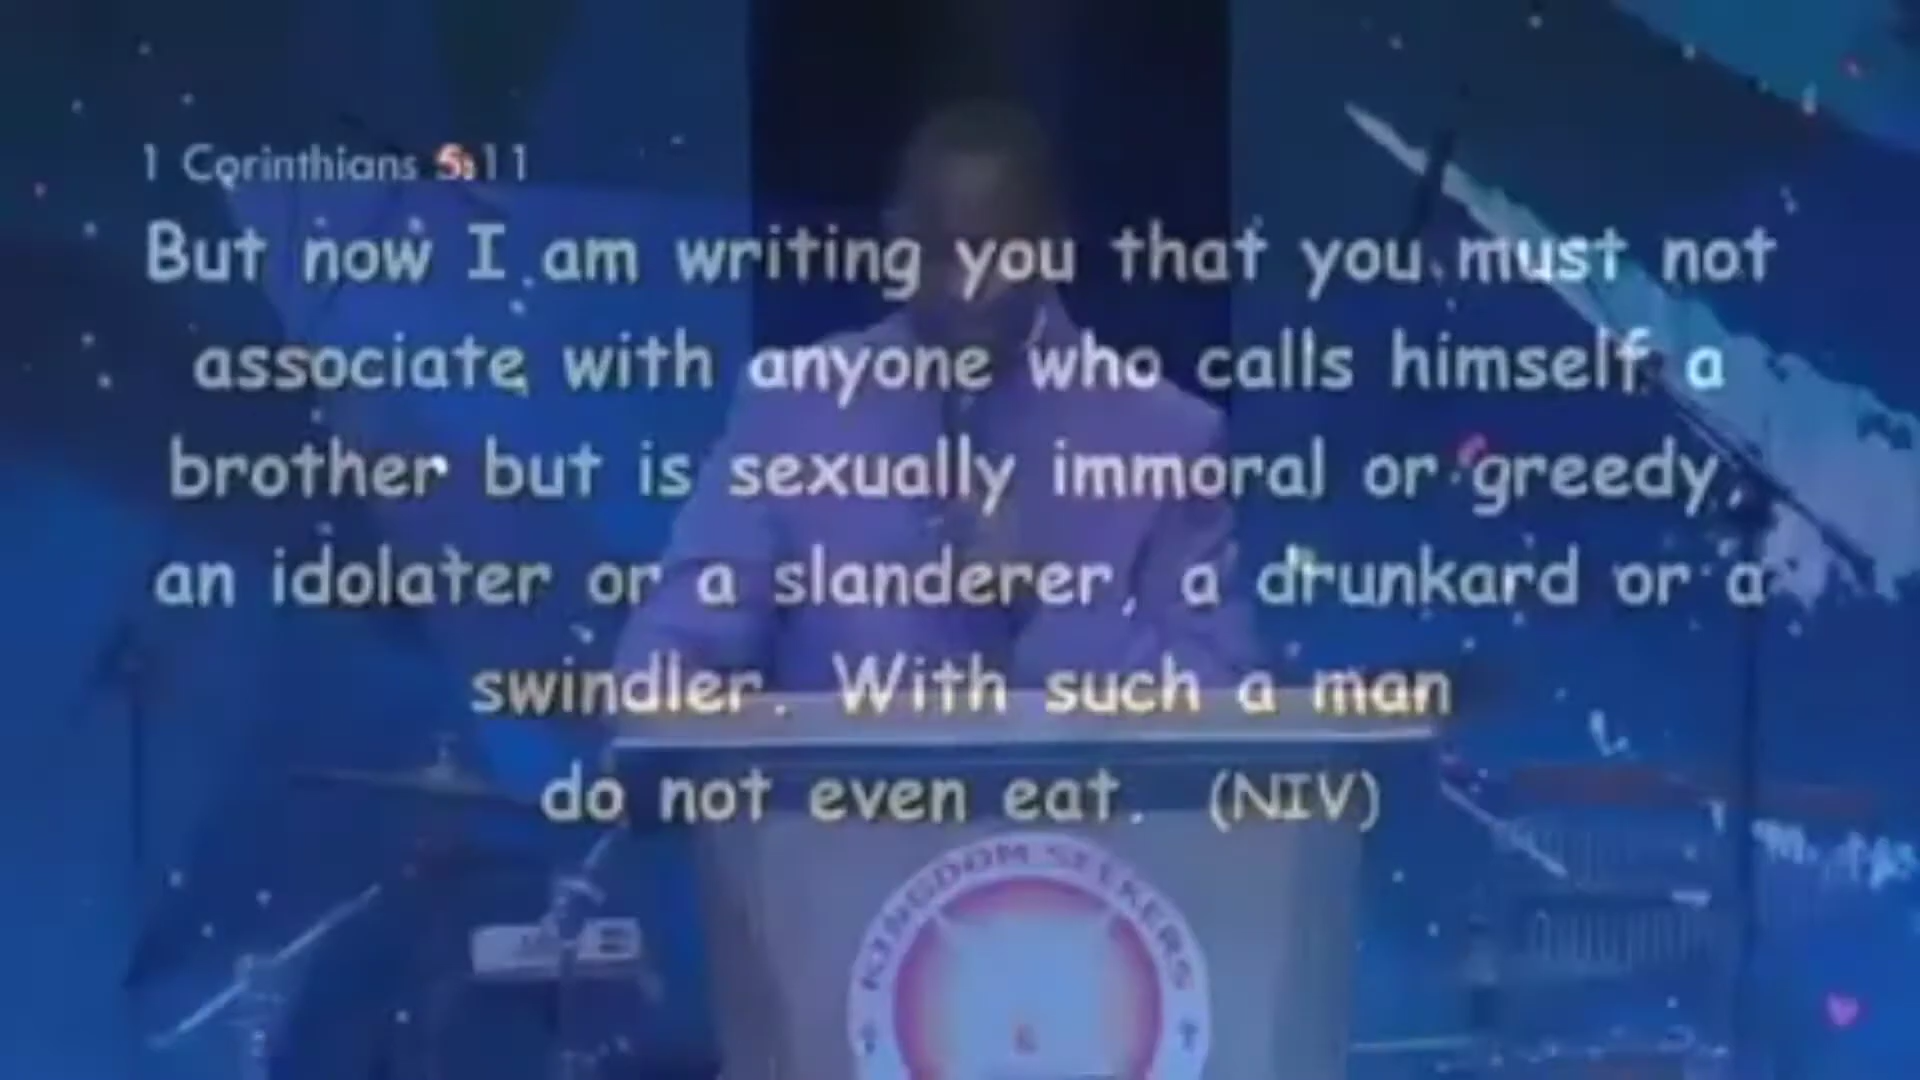 1 Corinthians 5:11
But now I am writing you that you must not
associate with anyone who calls himself a
brother but is sexually immoral or greedy,
an idolater or a slanderer, a drunkard or a
swindler. With such a man
do not even eat. (NIV)
KINGDOM SEEKERS